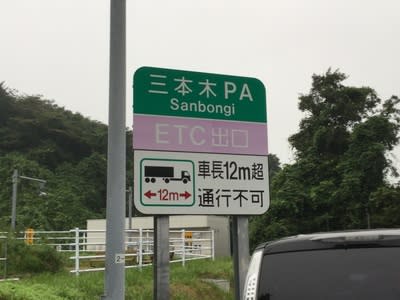 三本木PA
Sanbongi
ETC出口
12m
車長12m超
通行不可